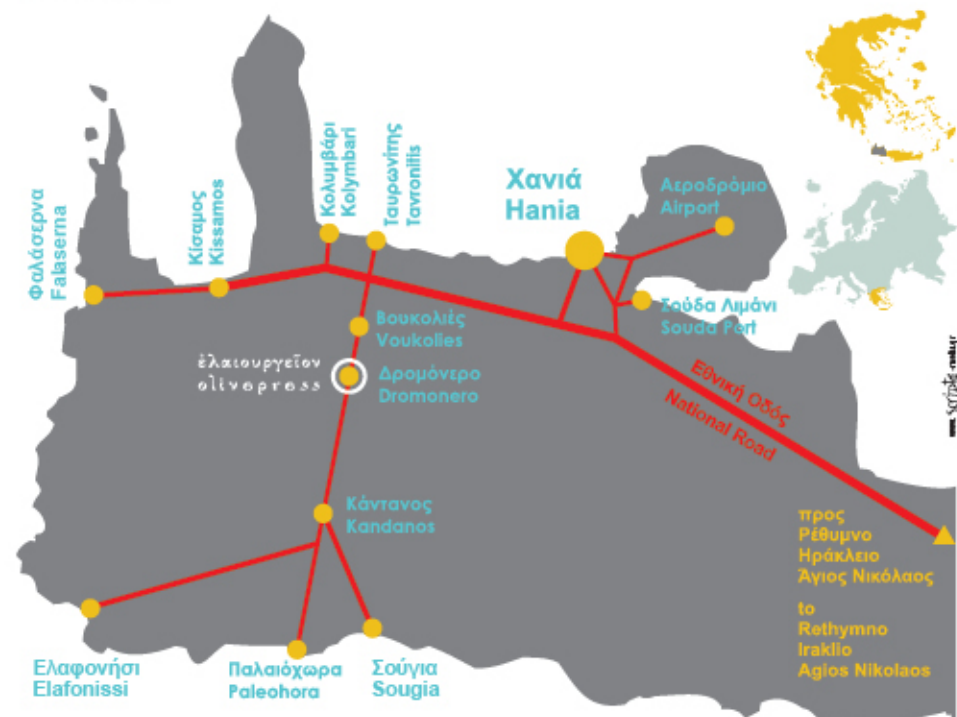 Φαλάσερνα
Falaserna
Κίσαμος
Kissamos
Κολυμβάρι
Kolymbari
Ταυρωνίτης
Tavronitis
Χανιά
Hania
Αεροδρόμιο
Airport
Σούδα Λιμάνι
Souda Port
Βουκολιές
Voukolies
ἐλαιουργεῖον
olivepress
Δρομόνερο
Dromonero
Εθνική Οδός
National Road
Κάντανος
Kandanos
προς
Ρέθυμνο
Ηράκλειο
Άγιος Νικόλαος
to
Rethymno
Iraklio
Agios Nikolaos
Ελαφονήσι
Elafonissi
Παλαιόχωρα
Paleohora
Σούγια
Sougia